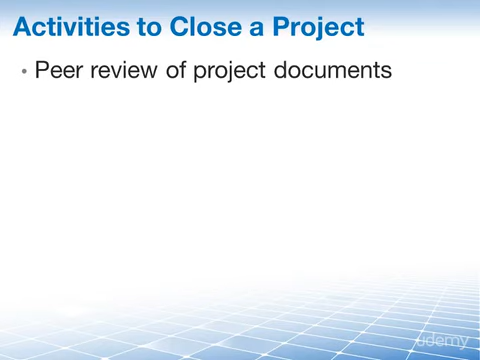 Activities to Close a Project
• Peer review of project documents
udemy